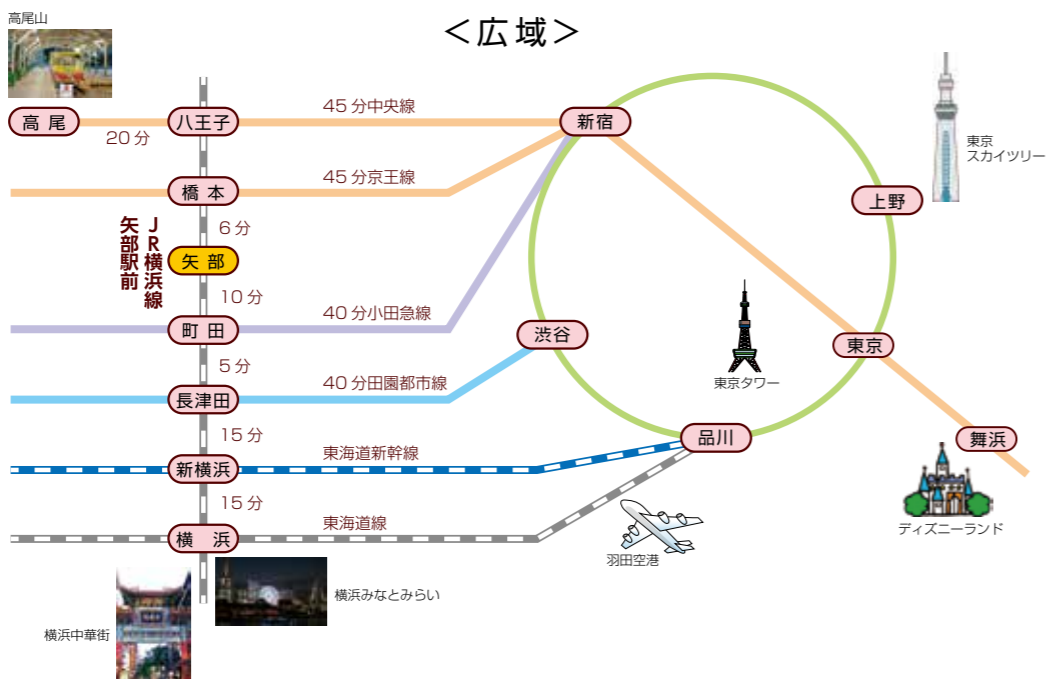 高尾山
＜広域＞
高尾
20分
八王子
45分中央線
新宿
東京
スカイツリー
橋本
45分京王線
上野
6分
JR横浜線
矢部駅前
矢部
10分
町田
40分小田急線
渋谷
東京
東京タワー
5分
長津田
40分田園都市線
15分
品川
舞浜
新横浜
東海道新幹線
15分
ディズニーランド
横浜
東海道線
羽田空港
横浜みなとみらい
横浜中華街